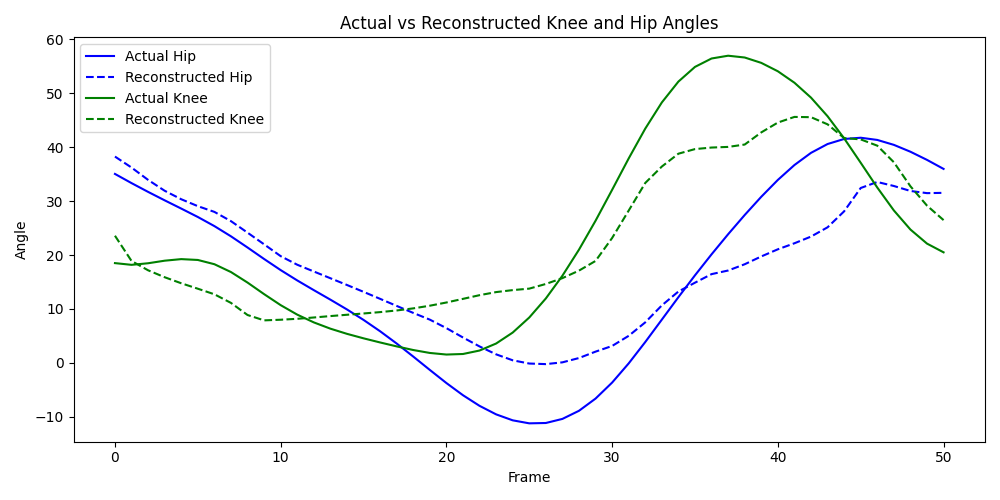 Actual vs Reconstructed Knee and Hip Angles
Actual Hip
Reconstructed Hip
Actual Knee
Reconstructed Knee
60
50
40
30
20
10
0
−10
Angle
0 10 20 30 40 50
Frame